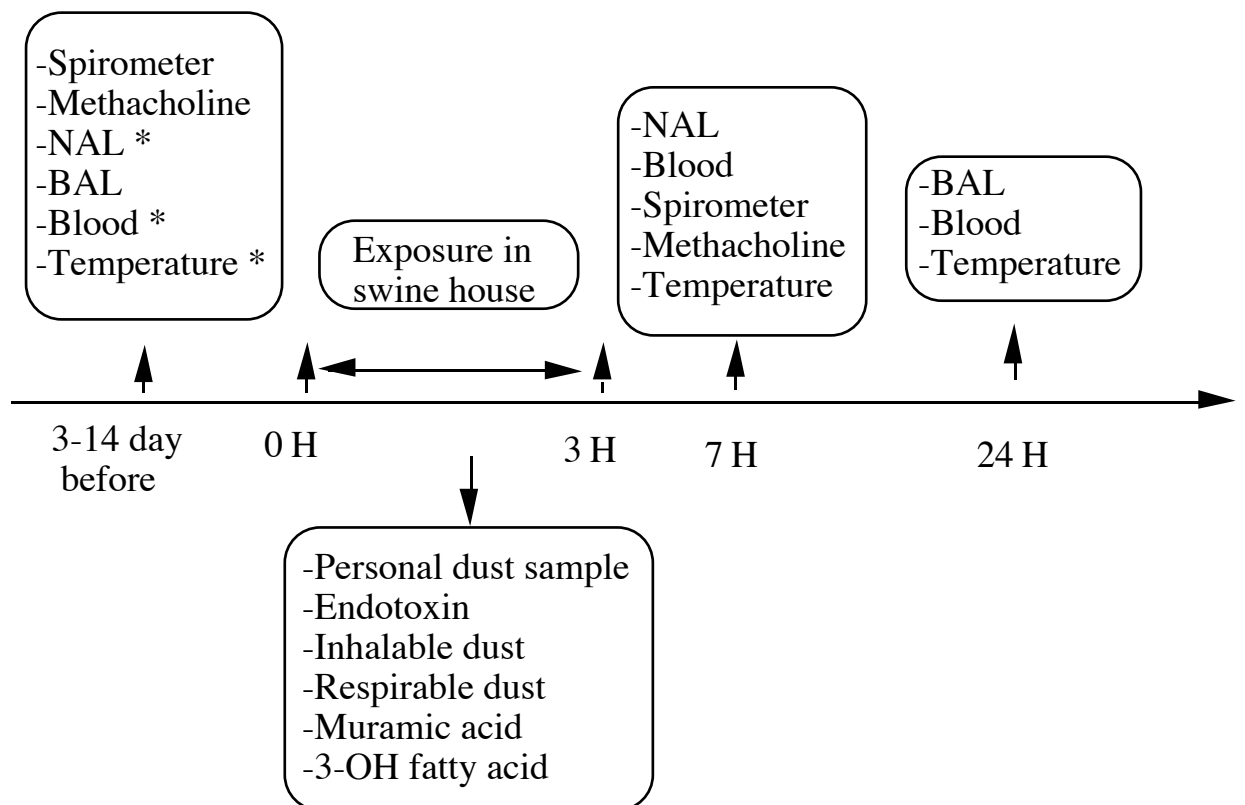 -Spirometer
-Methacholine
-NAL *
-BAL
-Blood *
-Temperature *
Exposure in
swine house
-NAL
-Blood
-Spirometer
-Methacholine
-Temperature
-BAL
-Blood
-Temperature
3-14 day
before
0 H
3 H
7 H
24 H
-Personal dust sample
-Endotoxin
-Inhalable dust
-Respirable dust
-Muramic acid
-3-OH fatty acid